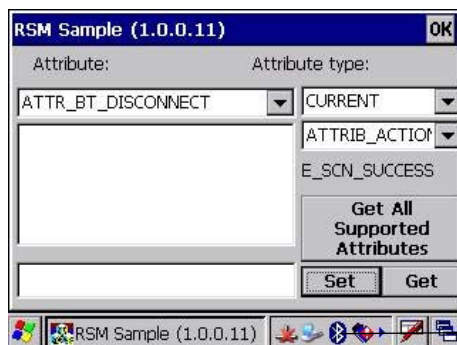 RSM Sample (1.0.0.11) OK
Attribute: Attribute type:
ATTR_BT_DISCONNECT CURRENT
ATTRIB_ACTION
E_SCN_SUCCESS
Get All
Supported
Attributes
Set Get
RSM Sample (1.0.0.11)